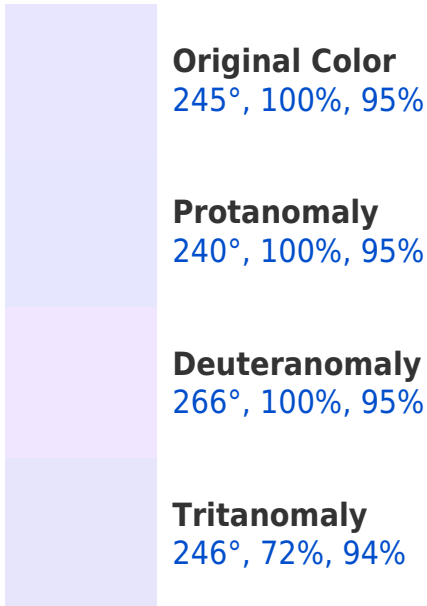 Original Color
245°, 100%, 95%
Protanomaly
240°, 100%, 95%
Deuteranomaly
266°, 100%, 95%
Tritanomaly
246°, 72%, 94%